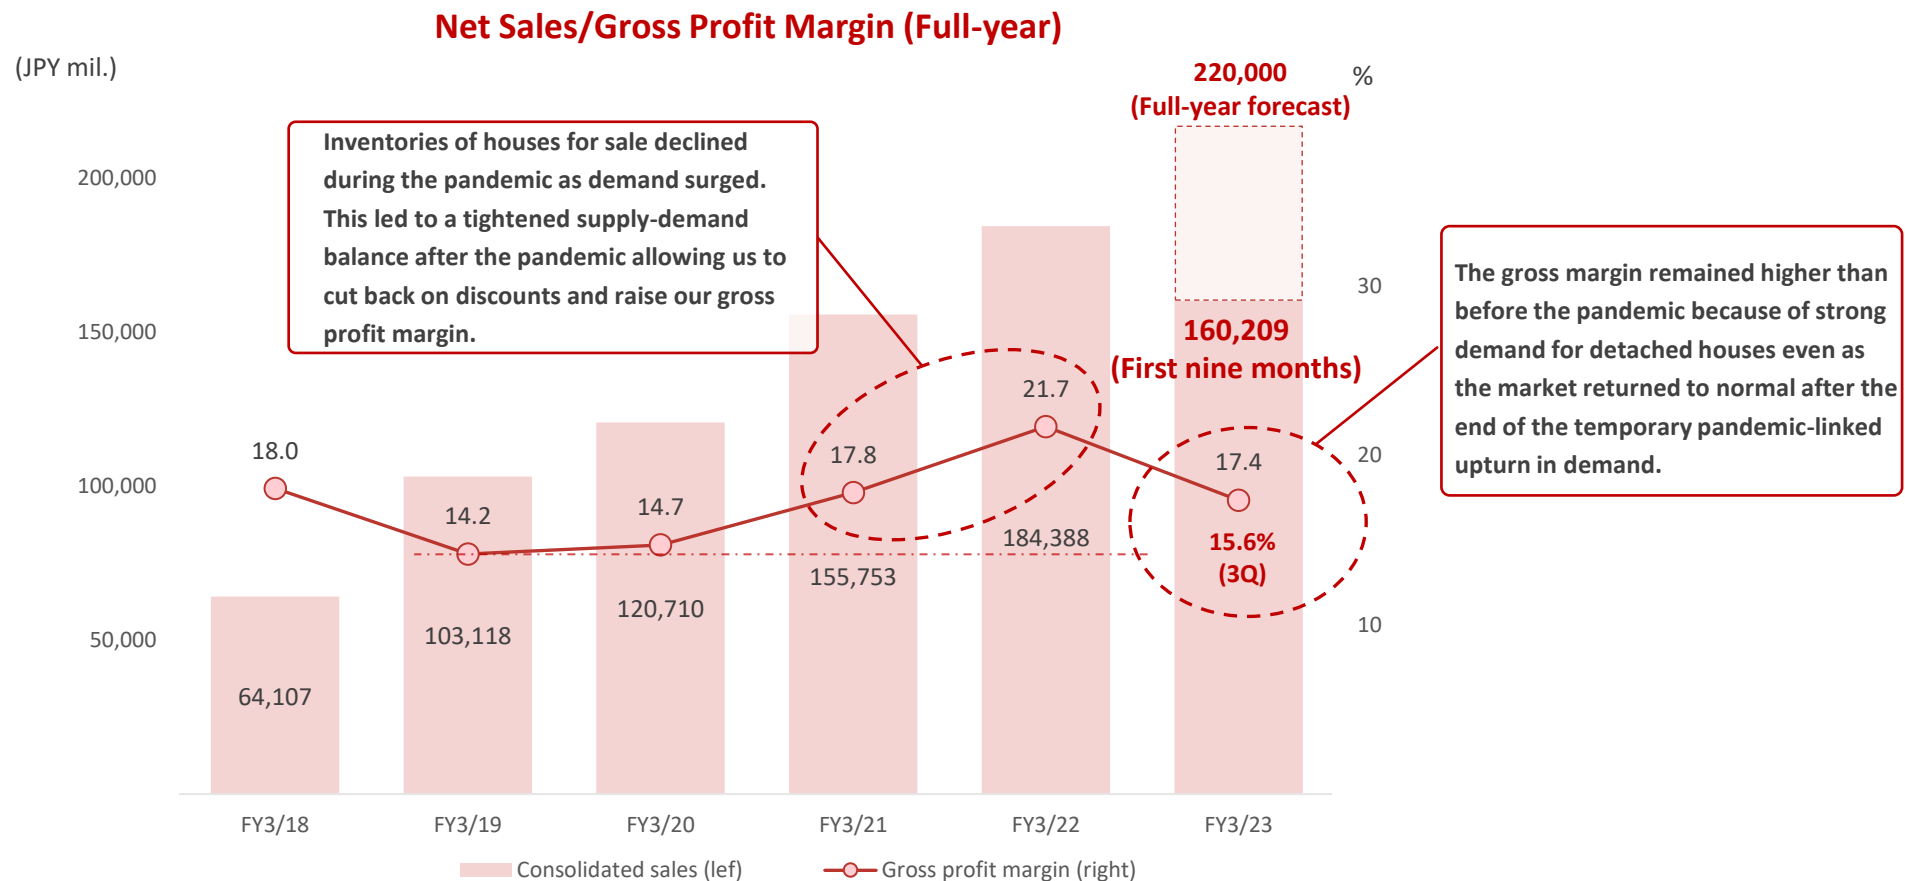 Net Sales/Gross Profit Margin (Full-year)
(JPY mil.)
220,000
(Full-year forecast)
%
Inventories of houses for sale declined
during the pandemic as demand surged.
This led to a tightened supply-demand
balance after the pandemic allowing us to
cut back on discounts and raise our gross
profit margin.
The gross margin remained higher than
before the pandemic because of strong
demand for detached houses even as
the market returned to normal after the
end of the temporary pandemic-linked
upturn in demand.
200,000
150,000
100,000
50,000
30
20
10
160,209
(First nine months)
18.0
14.2
14.7
17.8
21.7
17.4
15.6%
(3Q)
64,107
103,118
120,710
155,753
184,388
FY3/18
FY3/19
FY3/20
FY3/21
FY3/22
FY3/23
Consolidated sales (lef)
Gross profit margin (right)